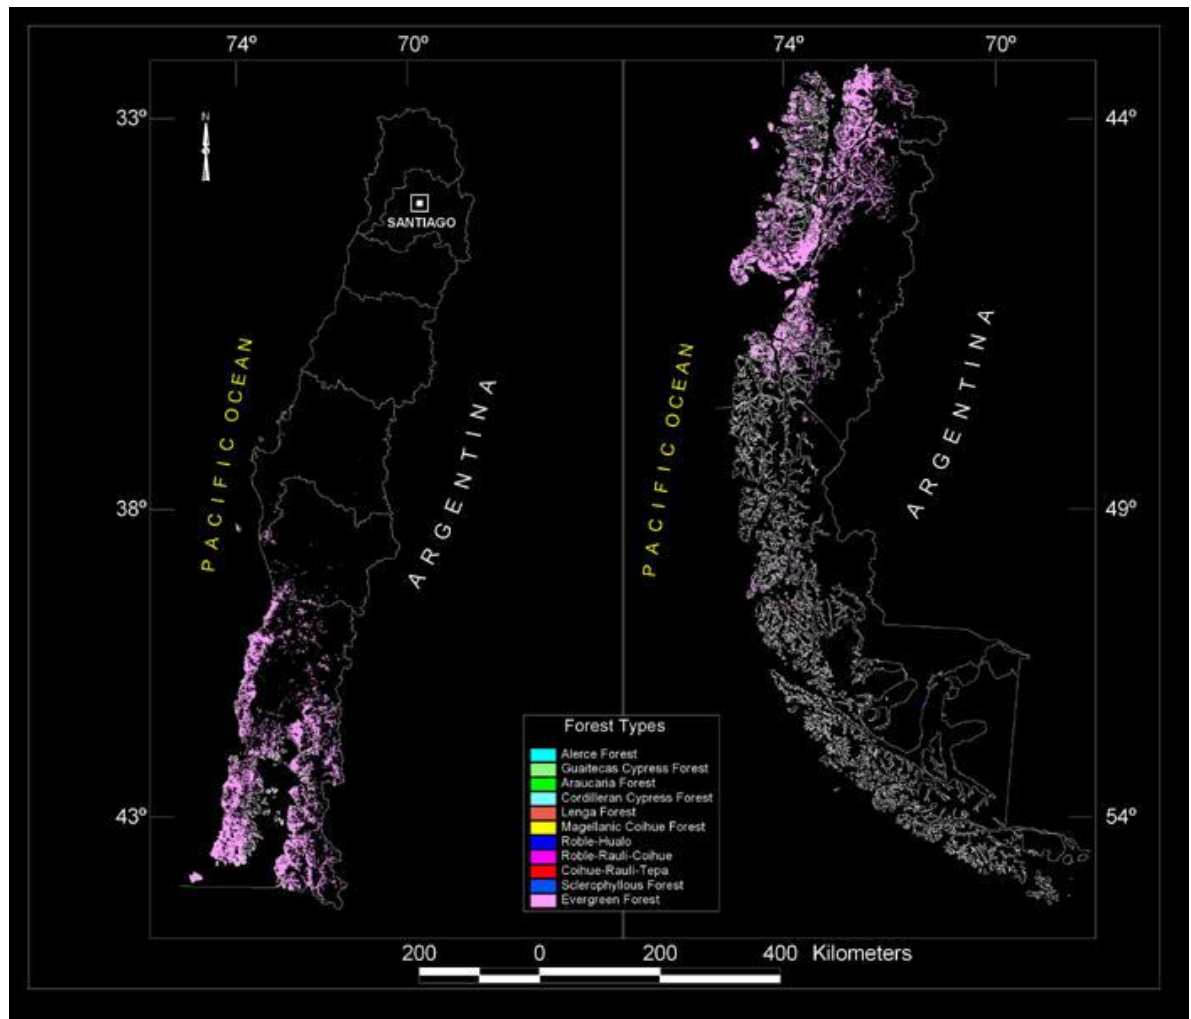 74º 70º 74º 70º
33º 44º
N
SANTIAGO
PACIFIC OCEAN
ARGENTINA
PACIFIC OCEAN
ARGENTINA
38º 49º
43º 54º
Forest Types
Alerce Forest
Guaitecas Cypress Forest
Araucaria Forest
Cordilleran Cypress Forest
Lenga Forest
Magellanic Coihue Forest
Roble-Hualo
Roble-Rauli-Coihue
Coihue-Rauli-Tepa
Sclerophyllous Forest
Evergreen Forest
200 0 200 400 Kilometers